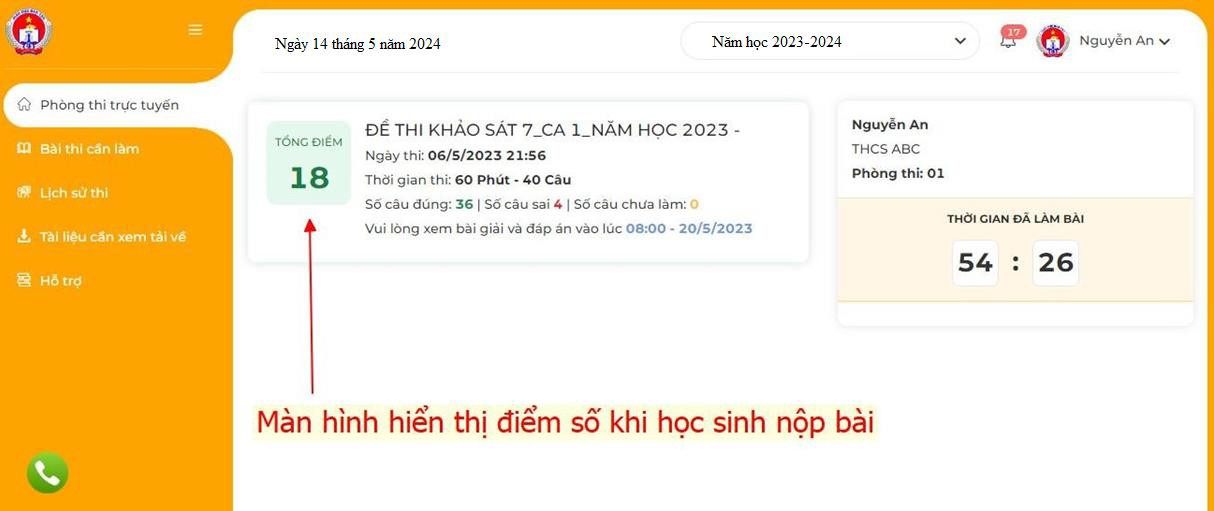 Ngày 14 tháng 5 năm 2024
Năm học 2023-2024
17
Nguyễn An
Phòng thi trực tuyến
Bài thi cần làm
Lịch sử thi
Tài liệu cần xem tải về
Hỗ trợ
TỔNG ĐIỂM
18
ĐỀ THI KHẢO SÁT 7_CA 1_NĂM HỌC 2023 -
Ngày thi: 06/5/2023 21:56
Thời gian thi: 60 Phút - 40 Câu
Số câu đúng: 36 | Số câu sai 4 | Số câu chưa làm: 0
Vui lòng xem bài giải và đáp án vào lúc 08:00 - 20/5/2023
Nguyễn An
THCS ABC
Phòng thi: 01
THỜI GIAN ĐÃ LÀM BÀI
54 : 26
Màn hình hiển thị điểm số khi học sinh nộp bài